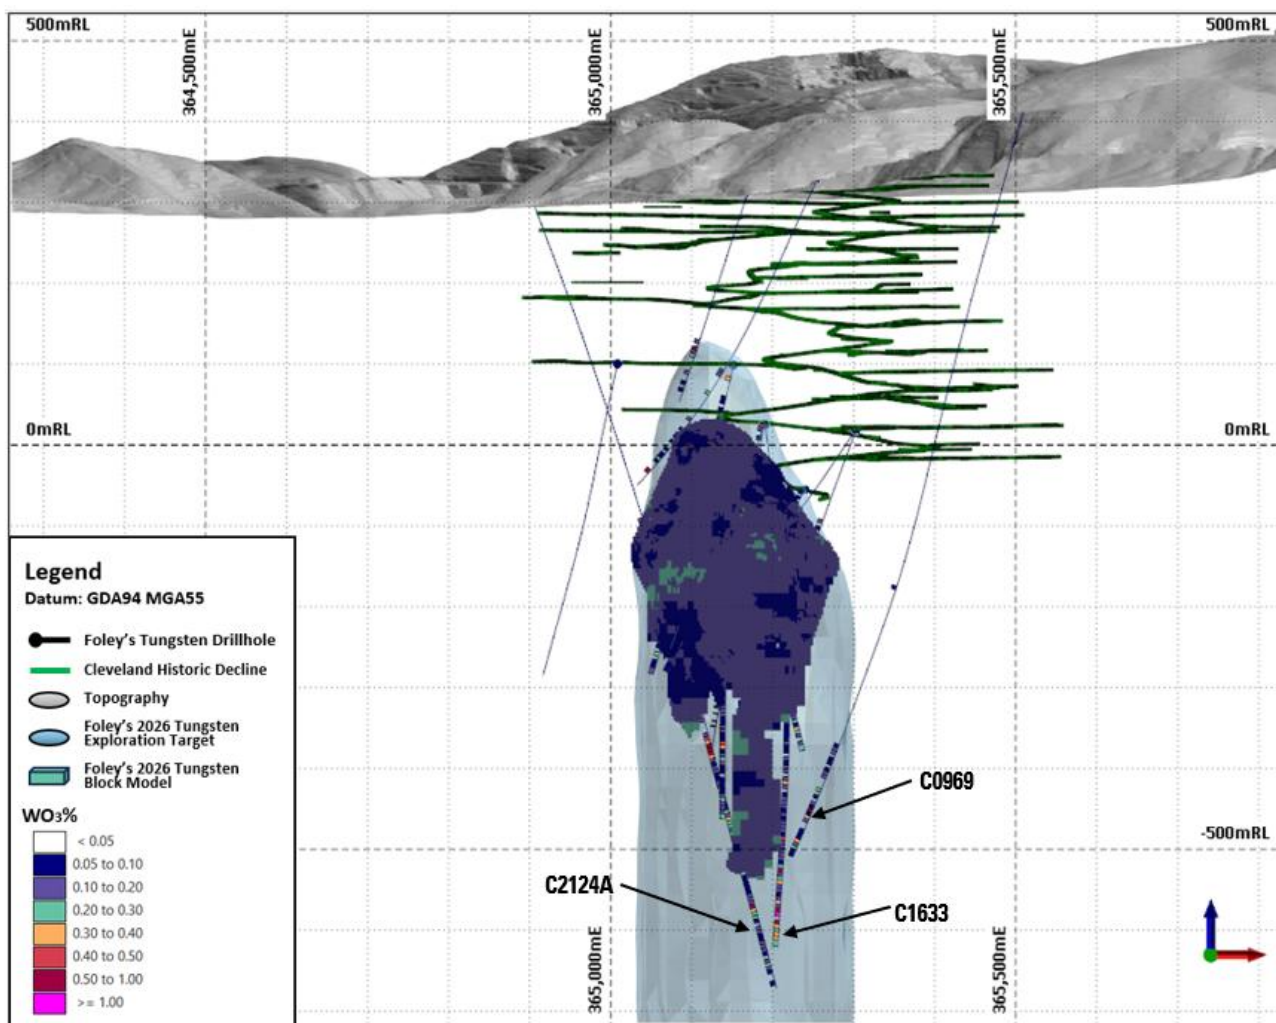 500mRL
500mRL
364,500mE
365,000mE
365,500mE
0mRL
0mRL
Legend
Datum: GDA94 MGA55
Foley's Tungsten Drillhole
Cleveland Historic Decline
Topography
Foley's 2026 Tungsten
Exploration Target
Foley's 2026 Tungsten
Block Model
WO₃%
< 0.05
0.05 to 0.10
0.10 to 0.20
0.20 to 0.30
0.30 to 0.40
0.40 to 0.50
0.50 to 1.00
>= 1.00
C0969
-500mRL
C2124A
C1633
365,000mE
365,500mE